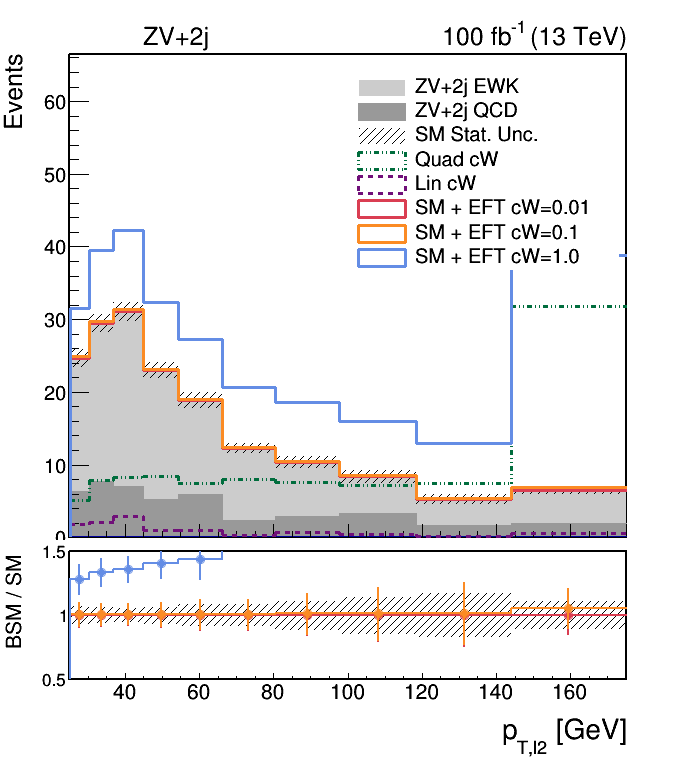 ZV+2j 100 fb-1 (13 TeV)
Events
60
50
40
30
20
10
0
ZV+2j EWK
ZV+2j QCD
SM Stat. Unc.
Quad cW
Lin cW
SM + EFT cW=0.01
SM + EFT cW=0.1
SM + EFT cW=1.0
BSM / SM
1.5
1
0.5
40 60 80 100 120 140 160
pT,l2 [GeV]